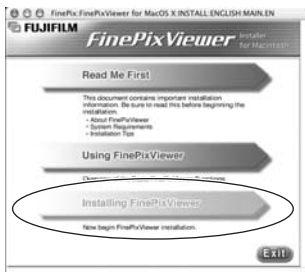 FinePix:FinePixViewer for MacOS X:INSTALL:ENGLISH:MAIN.EN
FUJIFILM
FinePixViewer Installer
for Macintosh
Read Me First
This document contains important installation
information. Be sure to read this before beginning the
installation.
- About FinePixViewer
- System Requirements
- Installation Tips
Using FinePixViewer
Installing FinePixViewer
Now begin FinePixViewer installation.
Exit